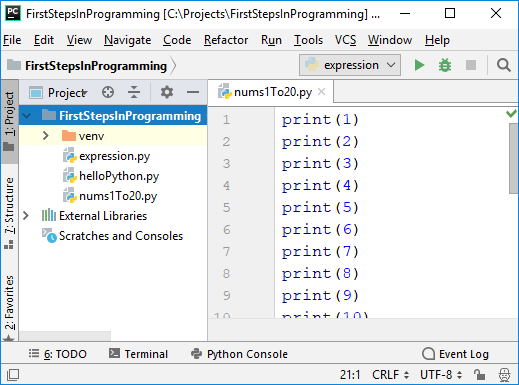 PC FirstStepsInProgramming [C:\Projects\FirstStepsInProgramming] ...
File Edit View Navigate Code Refactor Run Tools VCS Window Help
FirstStepsInProgramming expression
1: Project
7: Structure
2: Favorites
Project
FirstStepsInProgramming
venv
expression.py
helloPython.py
nums1To20.py
External Libraries
Scratches and Consoles
nums1To20.py
1 print(1)
2 print(2)
3 print(3)
4 print(4)
5 print(5)
6 print(6)
7 print(7)
8 print(8)
9 print(9)
10 print(10)
6: TODO Terminal Python Console Event Log
21:1 CRLF UTF-8